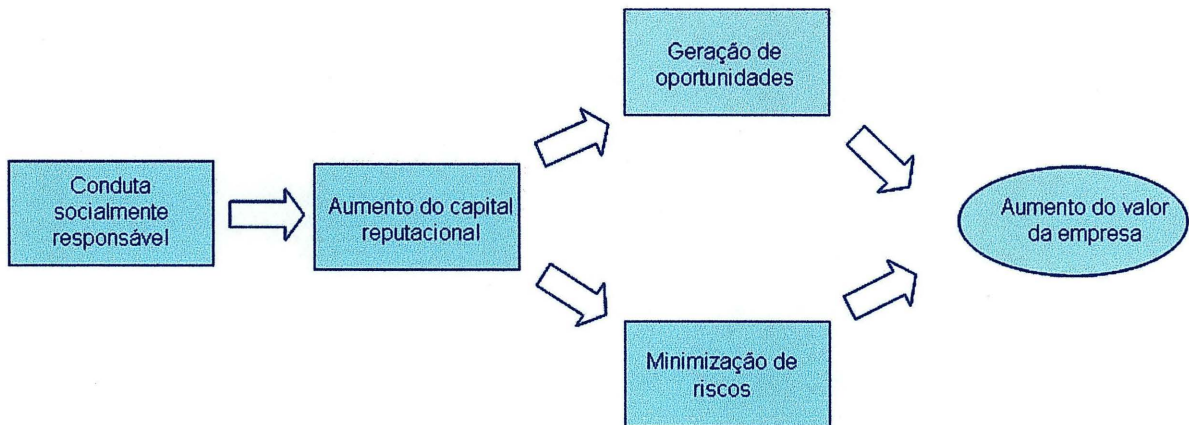 Geração de
oportunidades
Conduta
socialmente
responsável
Aumento do capital
reputacional
Aumento do valor
da empresa
Minimização de
riscos